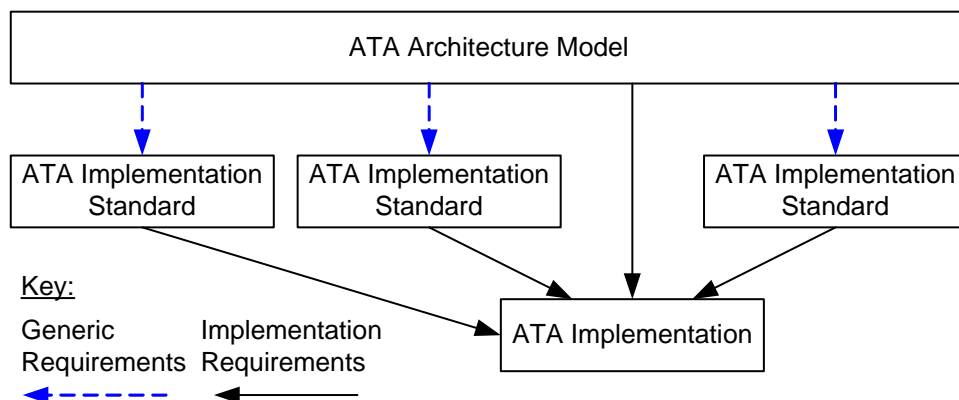 ATA Architecture Model
ATA Implementation
Standard
ATA Implementation
Standard
ATA Implementation
Standard
Key:
Generic
Requirements
Implementation
Requirements
ATA Implementation